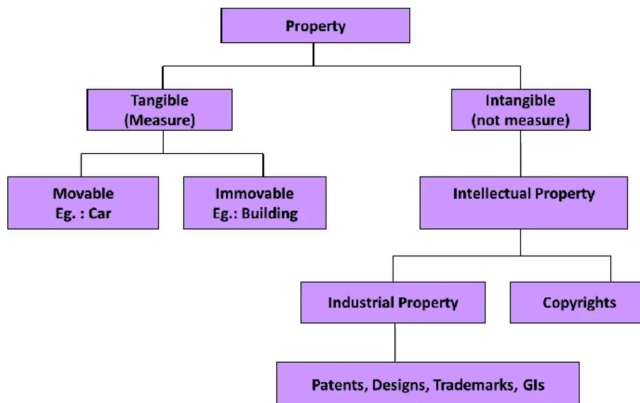 Property
Tangible
(Measure)
Intangible
(not measure)
Movable
Eg. : Car
Immovable
Eg.: Building
Intellectual Property
Industrial Property
Copyrights
Patents, Designs, Trademarks, GIs